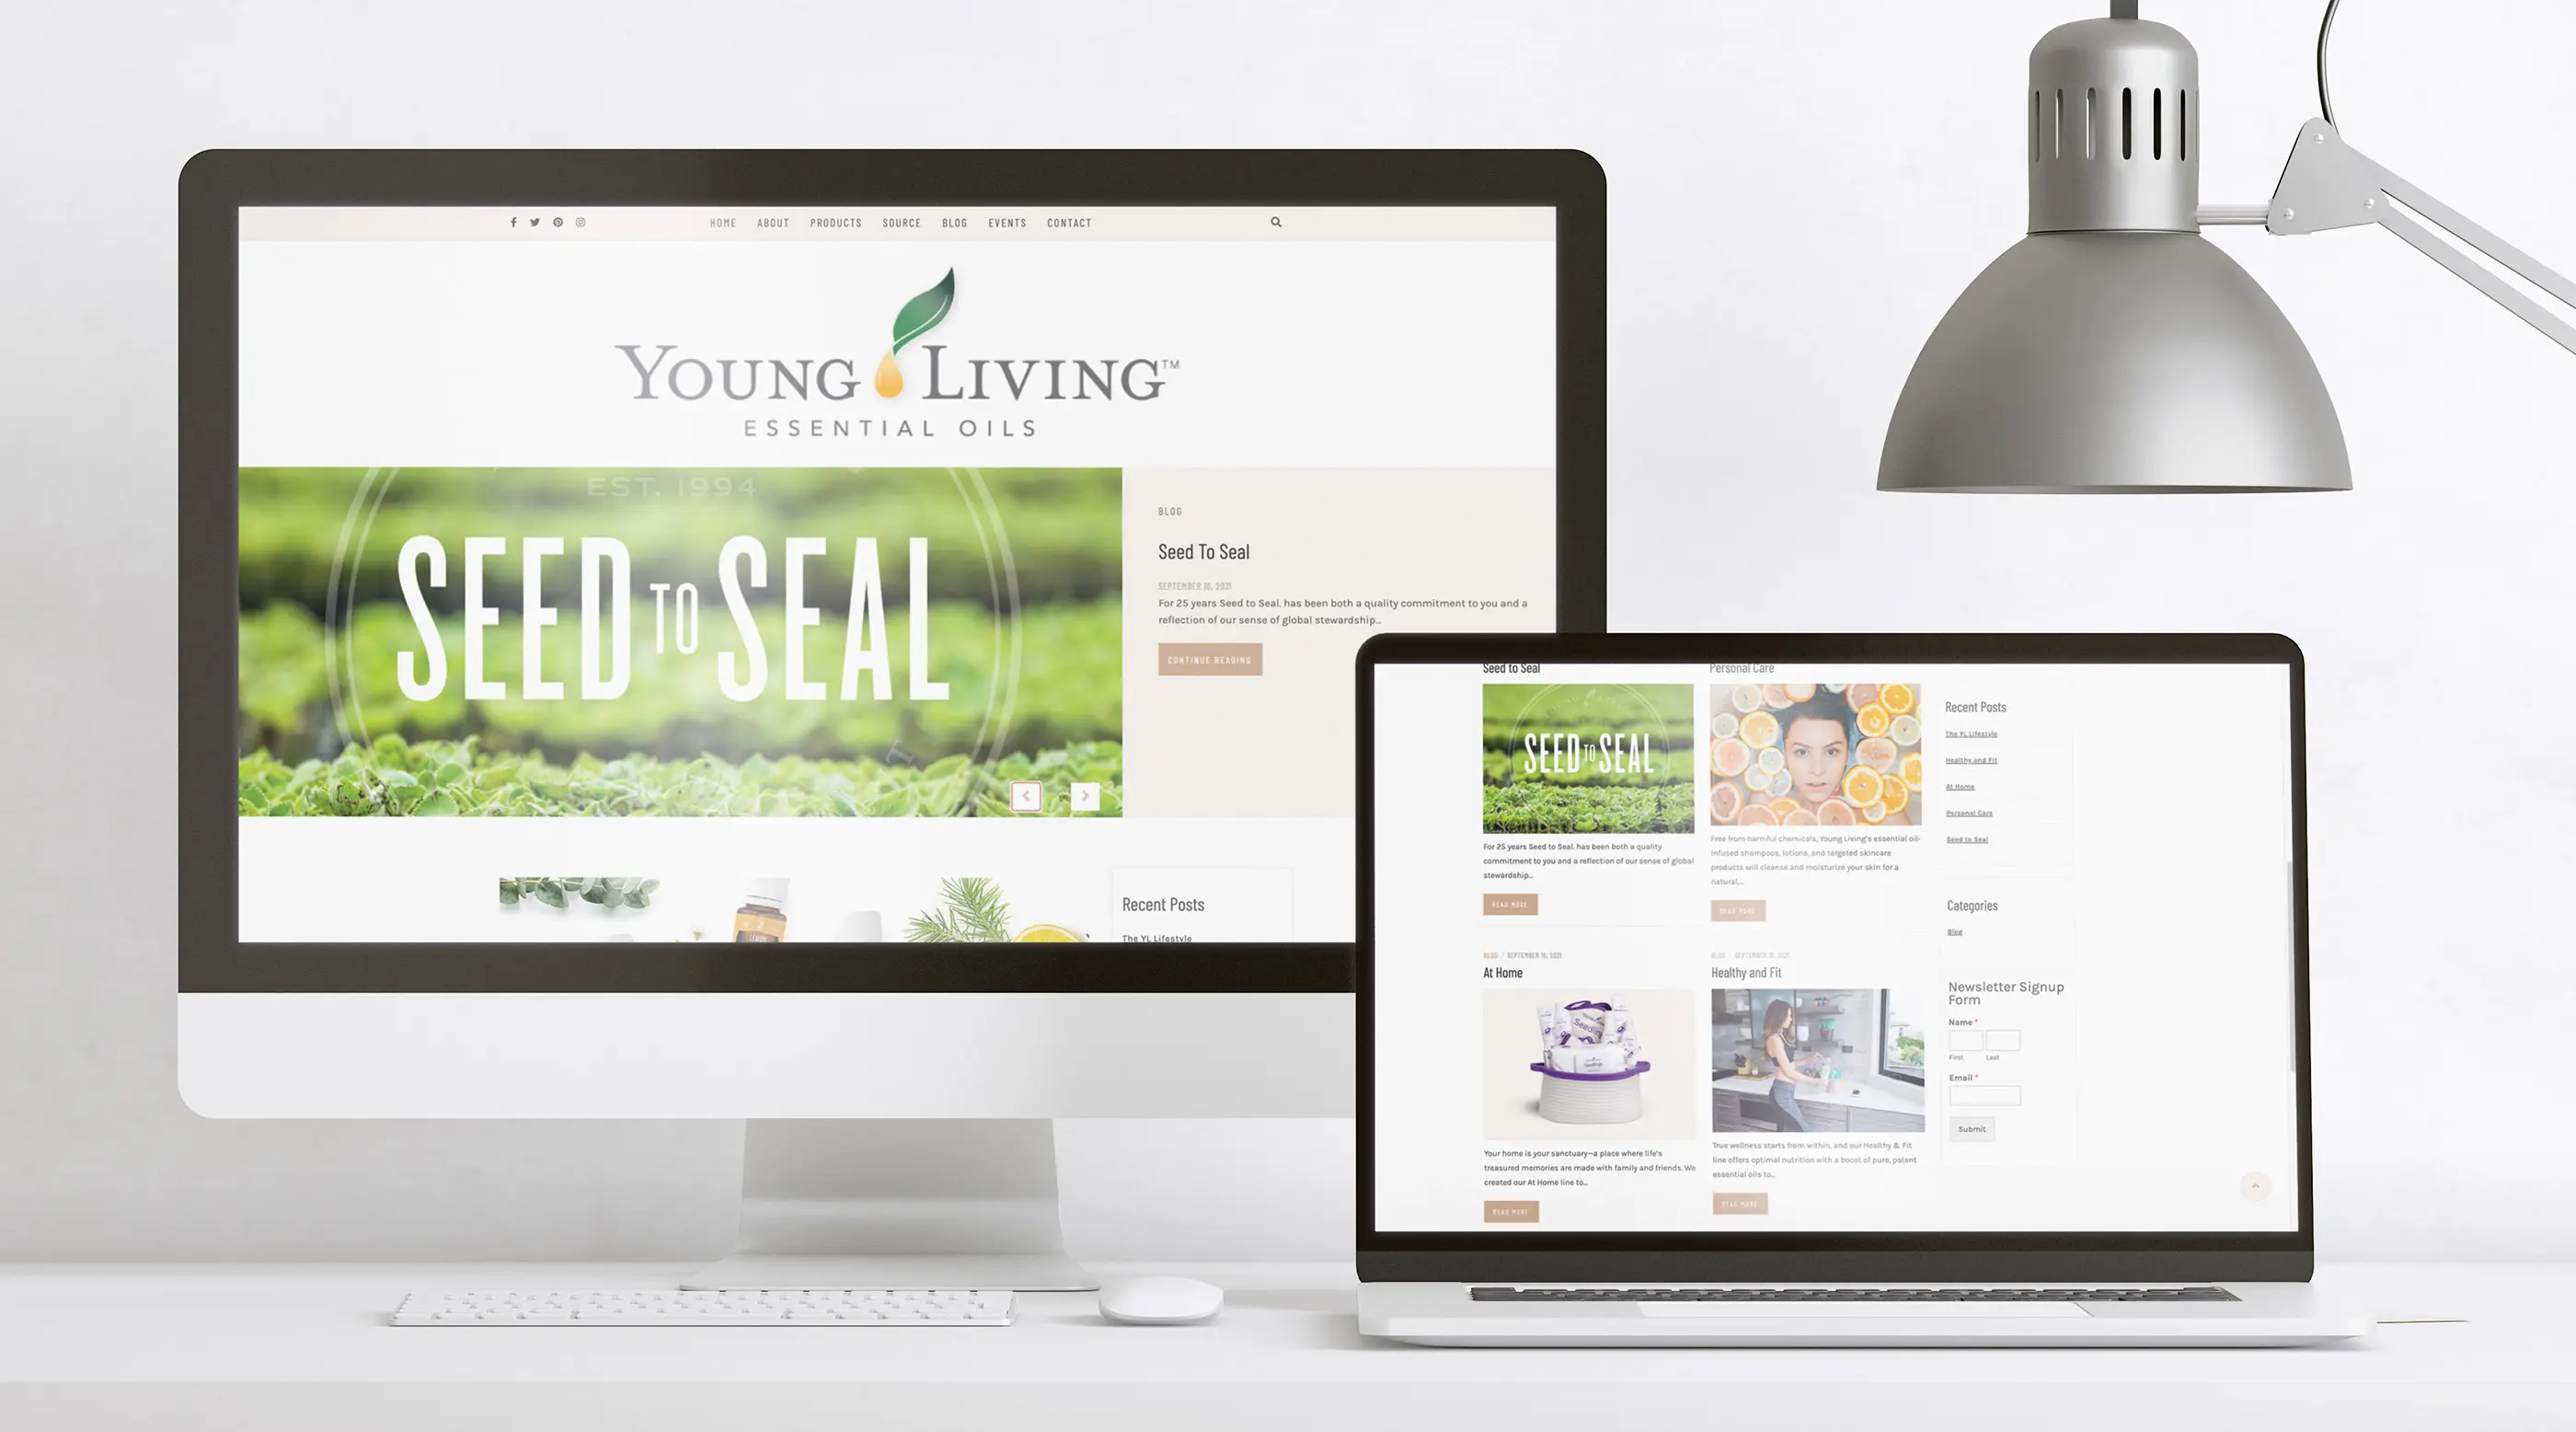 HOME ABOUT PRODUCTS SOURCE BLOG EVENTS CONTACT
YOUNG LIVING™
ESSENTIAL OILS
EST. 1994
SEED TO SEAL
BLOG
Seed To Seal
SEPTEMBER 16, 2021
For 25 years Seed to Seal. has been both a quality commitment to you and a
reflection of our sense of global stewardship...
CONTINUE READING
LEMON
Recent Posts
The YL Lifestyle
Seed to Seal
SEED TO SEAL
For 25 years Seed to Seal. has been both a quality
commitment to you and a reflection of our sense of global
stewardship...
READ MORE
Personal Care
Free from harmful chemicals, Young Living's essential oil-
infused shampoos, lotions, and targeted skincare
products will cleanse and moisturize your skin for a
natural,...
READ MORE
BLOG / SEPTEMBER 16, 2021
At Home
Your home is your sanctuary—a place where life's
treasured memories are made with family and friends. We
created our At Home line to...
READ MORE
BLOG / SEPTEMBER 16, 2021
Healthy and Fit
True wellness starts from within, and our Healthy & Fit
line offers optimal nutrition with a boost of pure, potent
essential oils to...
READ MORE
Recent Posts
The YL Lifestyle
Healthy and Fit
At Home
Personal Care
Seed to Seal
Categories
Blog
Newsletter Signup
Form
Name *
First Last
Email *
Submit